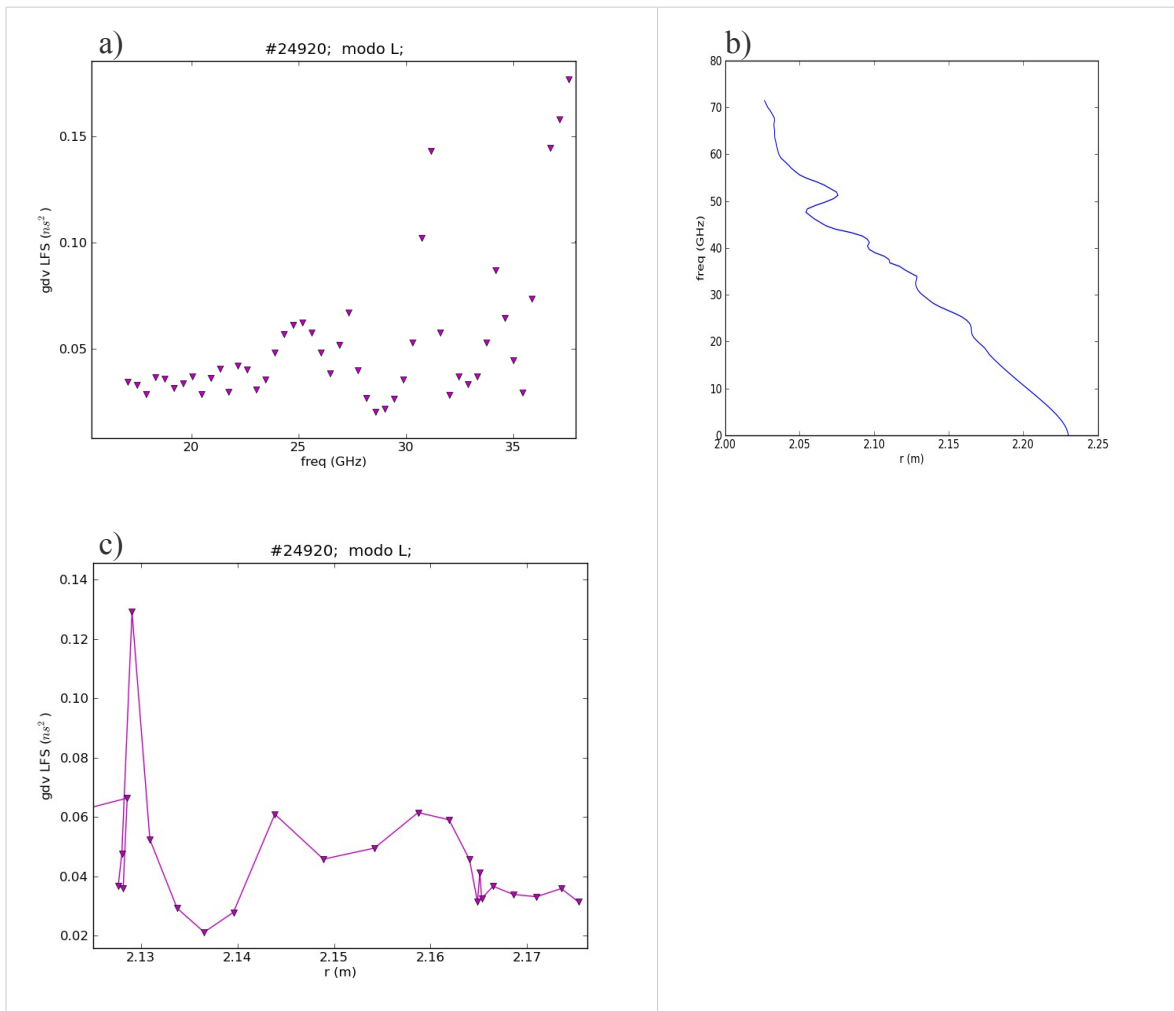 a)
#24920; modo L;
0.15
0.10
0.05
gdv LFS (ns²)
20 25 30 35
freq (GHz)
b)
80
70
60
50
40
30
20
10
0
freq (GHz)
2.00 2.05 2.10 2.15 2.20 2.25
r (m)
c)
#24920; modo L;
0.14
0.12
0.10
0.08
0.06
0.04
0.02
gdv LFS (ns²)
2.13 2.14 2.15 2.16 2.17
r (m)